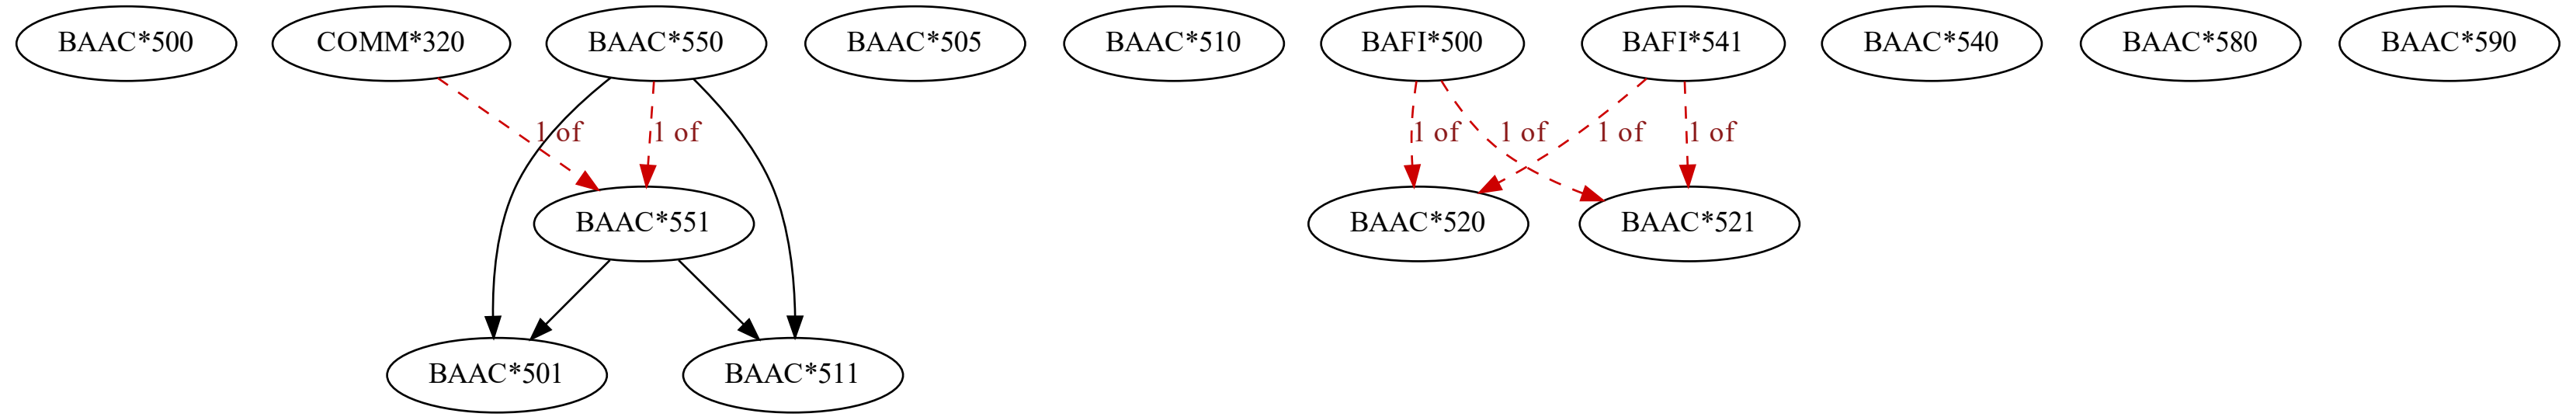 BAAC*500
COMM*320
BAAC*550
BAAC*505
BAAC*510
BAFI*500
BAFI*541
BAAC*540
BAAC*580
BAAC*590
1 of
1 of
1 of
1 of
1 of
1 of
BAAC*551
BAAC*520
BAAC*521
BAAC*501
BAAC*511